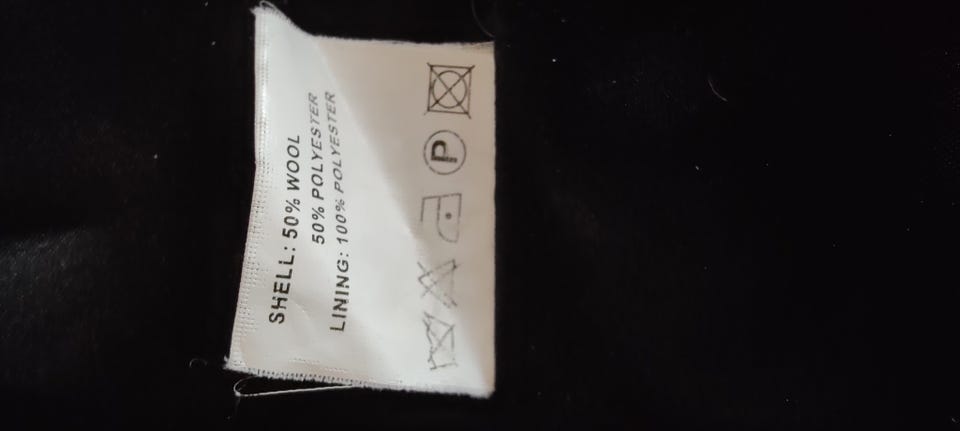 SHELL: 50% WOOL
50% POLYESTER
LINING: 100% POLYESTER
P